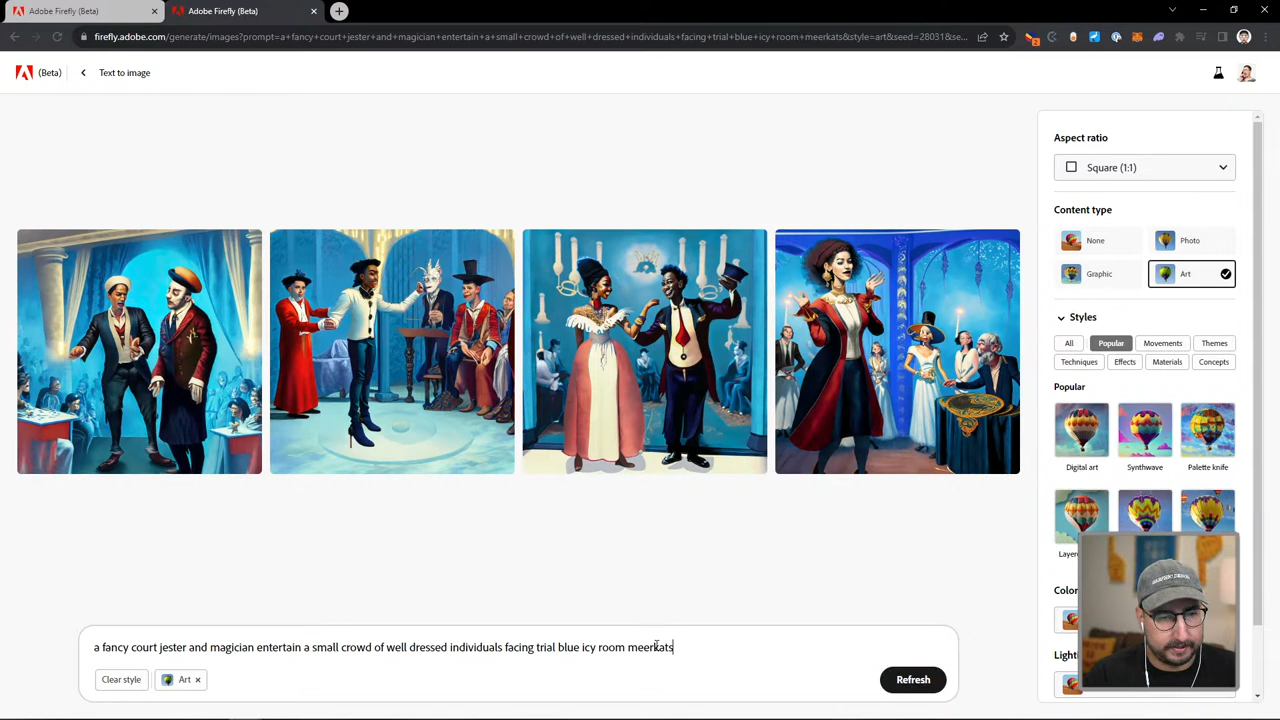 Adobe Firefly (Beta)
Adobe Firefly (Beta)
firefly.adobe.com/generate/images?prompt=a+fancy+court+jester+and+magician+entertain+a+small+crowd+of+well+dressed+individuals+facing+trial+blue+icy+room+meerkats&style=art&seed=28031&se...
(Beta)
Text to image
Aspect ratio
Square (1:1)
Content type
None
Photo
Graphic
Art
Styles
All
Popular
Movements
Themes
Techniques
Effects
Materials
Concepts
Popular
Digital art
Synthwave
Palette knife
a fancy court jester and magician entertain a small crowd of well dressed individuals facing trial blue icy room meerkats
Clear style
Art
Refresh